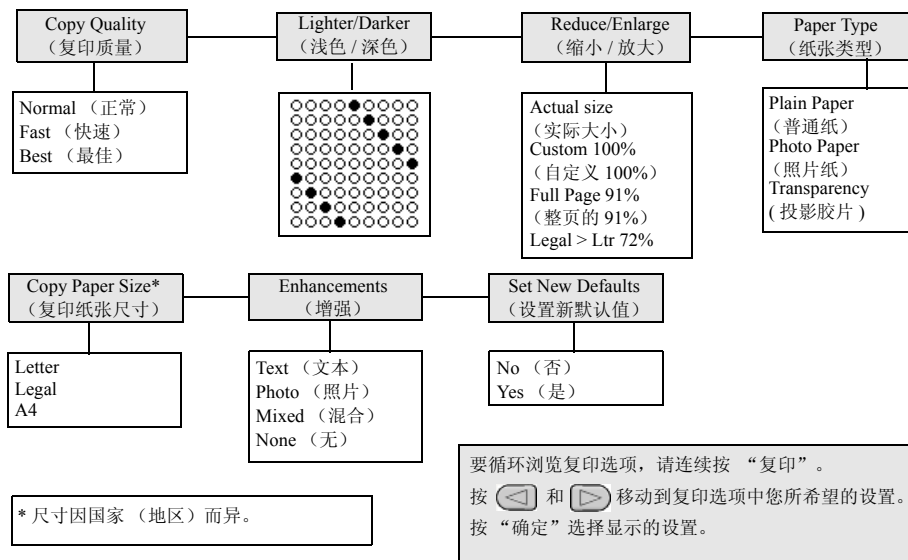 Copy Quality
（复印质量）
Normal （正常）
Fast （快速）
Best （最佳）
Lighter/Darker
（浅色 / 深色）
Reduce/Enlarge
（缩小 / 放大）
Actual size
（实际大小）
Custom 100%
（自定义 100%）
Full Page 91%
（整页的 91%）
Legal > Ltr 72%
Paper Type
（纸张类型）
Plain Paper
（普通纸）
Photo Paper
（照片纸）
Transparency
( 投影胶片 )
Copy Paper Size*
（复印纸张尺寸）
Letter
Legal
A4
Enhancements
（增强）
Text （文本）
Photo （照片）
Mixed （混合）
None （无）
Set New Defaults
（设置新默认值）
No （否）
Yes （是）
* 尺寸因国家 （地区）而异。
要循环浏览复印选项，请连续按 “复印”。
按 和 移动到复印选项中您所希望的设置。
按 “确定”选择显示的设置。